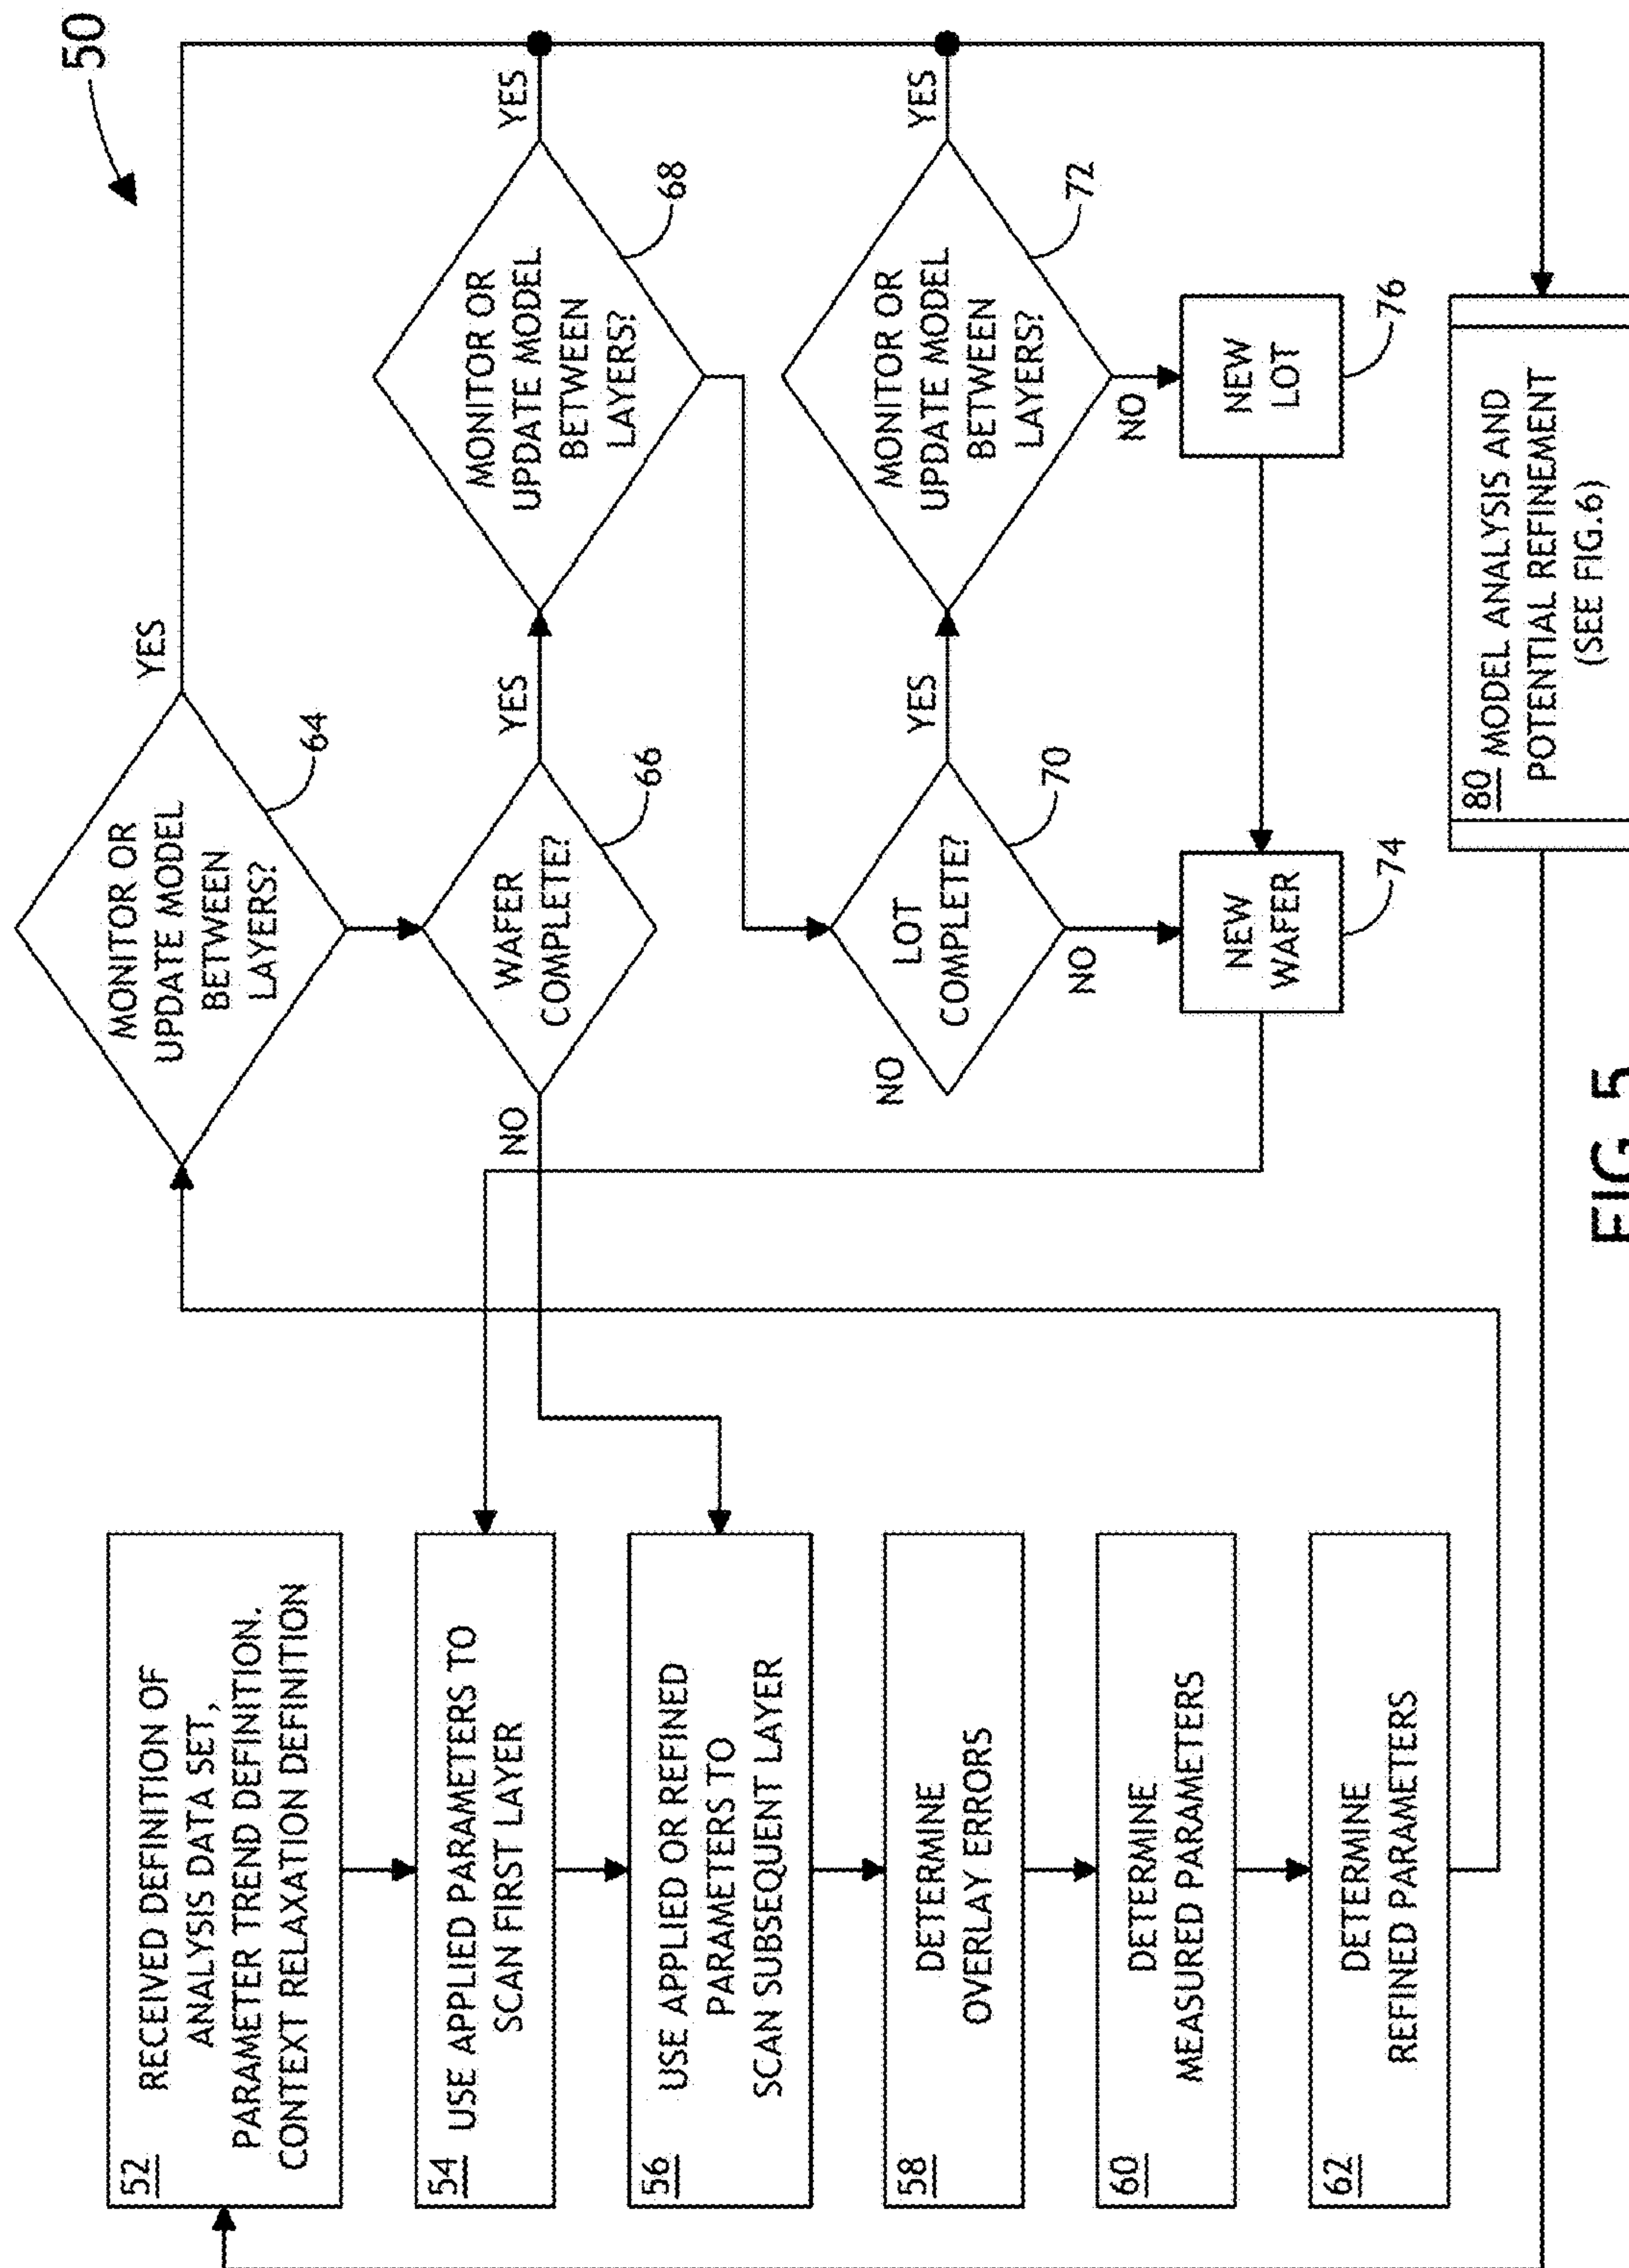 50
52
RECEIVED DEFINITION OF
ANALYSIS DATA SET,
PARAMETER TREND DEFINITION.
CONTEXT RELAXATION DEFINITION
54
USE APPLIED PARAMETERS TO
SCAN FIRST LAYER
56
USE APPLIED OR REFINED
PARAMETERS TO
SCAN SUBSEQUENT LAYER
58
DETERMINE
OVERLAY ERRORS
60
DETERMINE
MEASURED PARAMETERS
62
DETERMINE
REFINED PARAMETERS
MONITOR OR
UPDATE MODEL
BETWEEN
LAYERS?
64
YES
WAFER
COMPLETE?
66
NO
YES
MONITOR OR
UPDATE MODEL
BETWEEN
LAYERS?
68
YES
LOT
COMPLETE?
70
NO
NO
YES
MONITOR OR
UPDATE MODEL
BETWEEN
LAYERS?
72
YES
NO
NEW
WAFER
74
NEW
LOT
76
80 MODEL ANALYSIS AND
POTENTIAL REFINEMENT
(SEE FIG.6)
FIG. 5